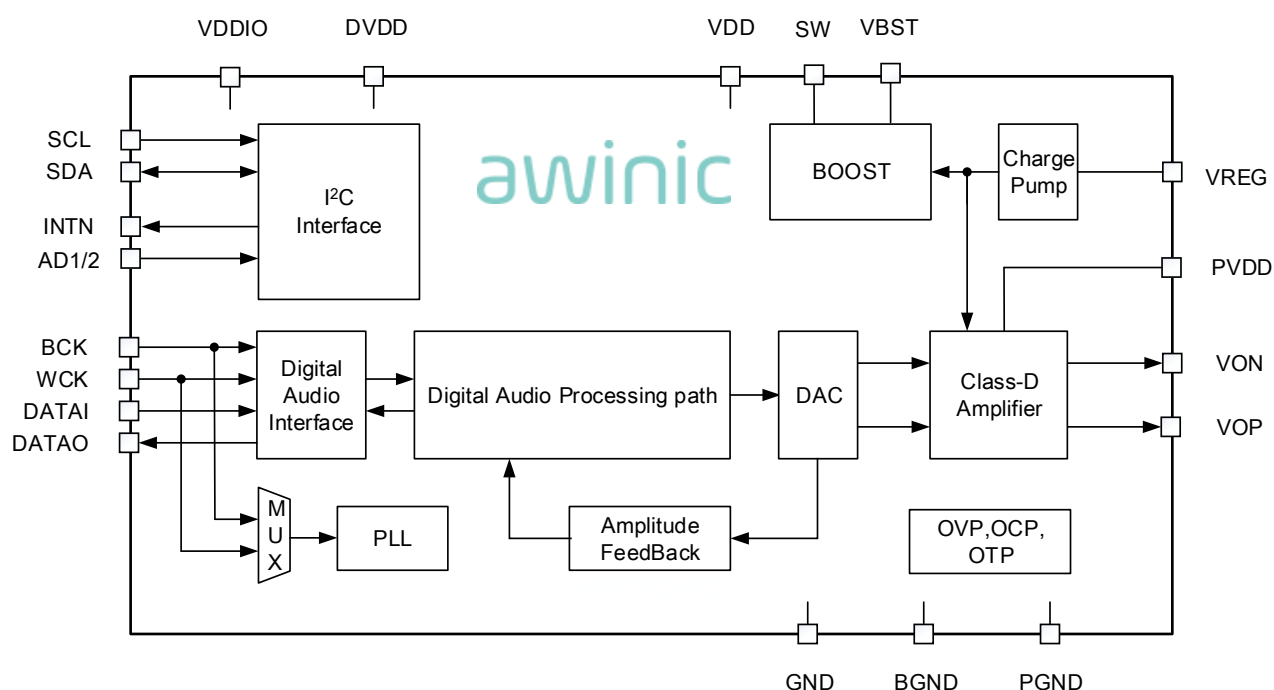 VDDIO
DVDD
VDD
SW
VBST
SCL
SDA
INTN
AD1/2
I²C
Interface
awinic
BOOST
Charge
Pump
VREG
PVDD
BCK
WCK
DATAI
DATAO
Digital
Audio
Interface
Digital Audio Processing path
DAC
Class-D
Amplifier
VON
VOP
M
U
X
PLL
Amplitude
FeedBack
OVP,OCP,
OTP
GND
BGND
PGND